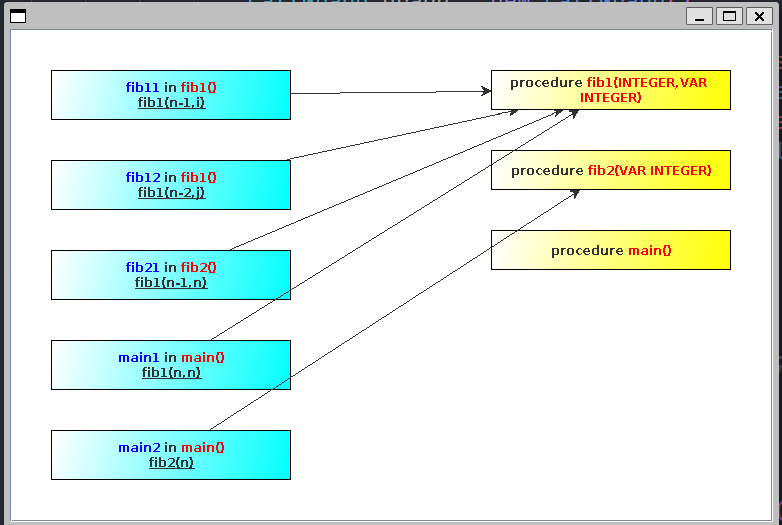 fib11 in fib1()
fib1(n-1,i)
procedure fib1(INTEGER,VAR
INTEGER)
fib12 in fib1()
fib1(n-2,j)
procedure fib2(VAR INTEGER)
fib21 in fib2()
fib1(n-1,n)
procedure main()
main1 in main()
fib1(n,n)
main2 in main()
fib2(n)